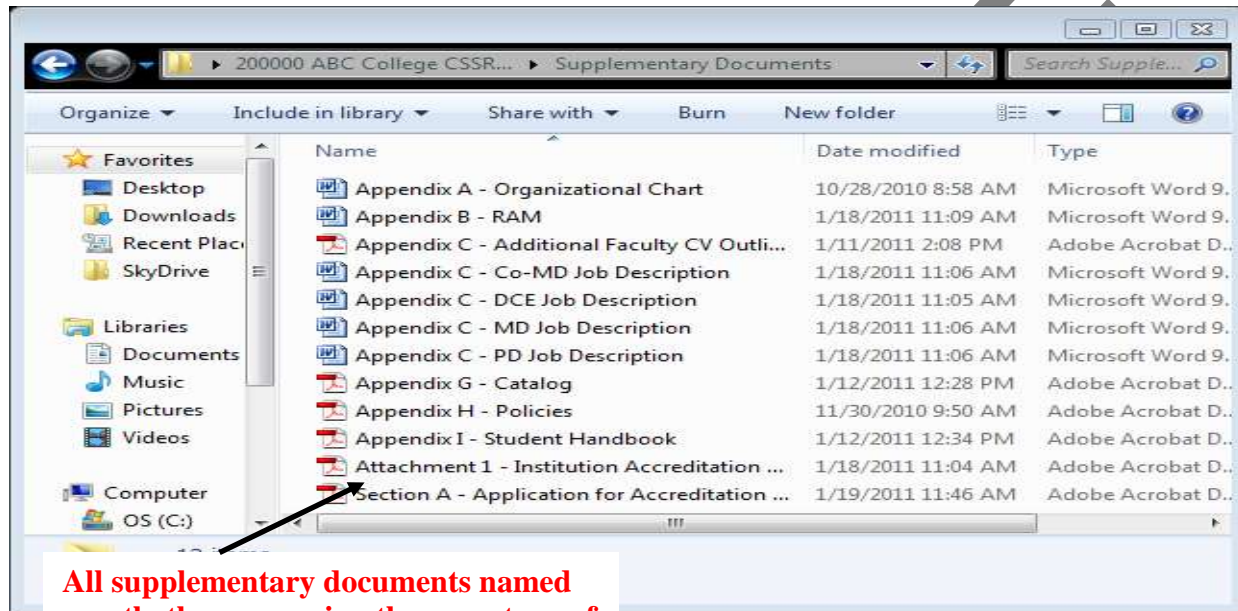 200000 ABC College CSSR... Supplementary Documents Search Supple...
Organize Include in library Share with Burn New folder
Name Date modified Type
Favorites
Desktop
Downloads
Recent Plac
SkyDrive
Libraries
Documents
Music
Pictures
Videos
Computer
OS (C:)
Appendix A - Organizational Chart 10/28/2010 8:58 AM Microsoft Word 9.
Appendix B - RAM 1/18/2011 11:09 AM Microsoft Word 9.
Appendix C - Additional Faculty CV Outli... 1/11/2011 2:08 PM Adobe Acrobat D..
Appendix C - Co-MD Job Description 1/18/2011 11:06 AM Microsoft Word 9.
Appendix C - DCE Job Description 1/18/2011 11:05 AM Microsoft Word 9.
Appendix C - MD Job Description 1/18/2011 11:06 AM Microsoft Word 9.
Appendix C - PD Job Description 1/18/2011 11:06 AM Microsoft Word 9.
Appendix G - Catalog 1/12/2011 12:28 PM Adobe Acrobat D..
Appendix H - Policies 11/30/2010 9:50 AM Adobe Acrobat D..
Appendix I - Student Handbook 1/12/2011 12:34 PM Adobe Acrobat D..
Attachment 1 - Institution Accreditation ... 1/18/2011 11:04 AM Adobe Acrobat D..
Section A - Application for Accreditation ... 1/19/2011 11:46 AM Adobe Acrobat D..
All supplementary documents named